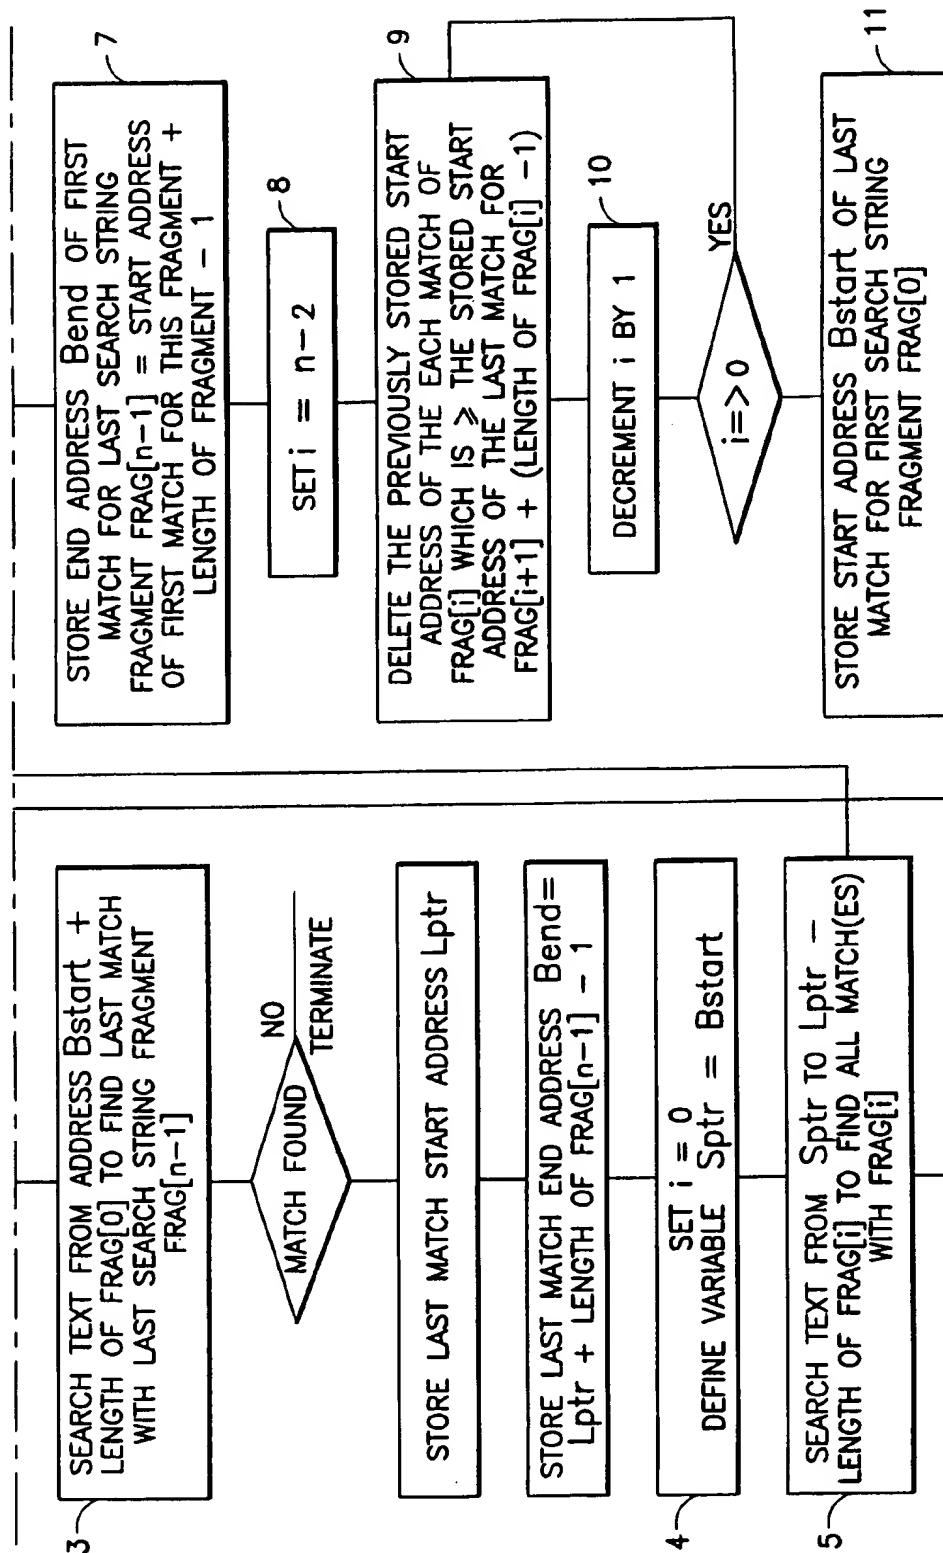 3
SEARCH TEXT FROM ADDRESS Bstart +
LENGTH OF FRAG[0] TO FIND LAST MATCH
WITH LAST SEARCH STRING FRAGMENT
FRAG[n-1]
MATCH FOUND
NO
TERMINATE
STORE LAST MATCH START ADDRESS Lptr
STORE LAST MATCH END ADDRESS Bend=
Lptr + LENGTH OF FRAG[n-1] - 1
4
SET i = 0
DEFINE VARIABLE Sptr = Bstart
5
SEARCH TEXT FROM Sptr TO Lptr -
LENGTH OF FRAG[i] TO FIND ALL MATCH(ES)
WITH FRAG[i]
7
STORE END ADDRESS Bend OF FIRST
MATCH FOR LAST SEARCH STRING
FRAGMENT FRAG[n-1] = START ADDRESS
OF FIRST MATCH FOR THIS FRAGMENT +
LENGTH OF FRAGMENT - 1
8
SET i = n-2
9
DELETE THE PREVIOUSLY STORED START
ADDRESS OF THE EACH MATCH OF
FRAG[i] WHICH IS ⩾ THE STORED START
ADDRESS OF THE LAST MATCH FOR
FRAG[i+1] + (LENGTH OF FRAG[i] -1)
10
DECREMENT i BY 1
i=>0
YES
11
STORE START ADDRESS Bstart OF LAST
MATCH FOR FIRST SEARCH STRING
FRAGMENT FRAG[0]